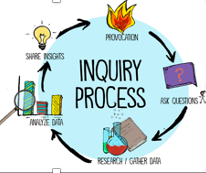 PROVOCATION
SHARE INSIGHTS
INQUIRY
PROCESS
?
ASK QUESTIONS
ANALYZE DATA
RESEARCH / GATHER DATA